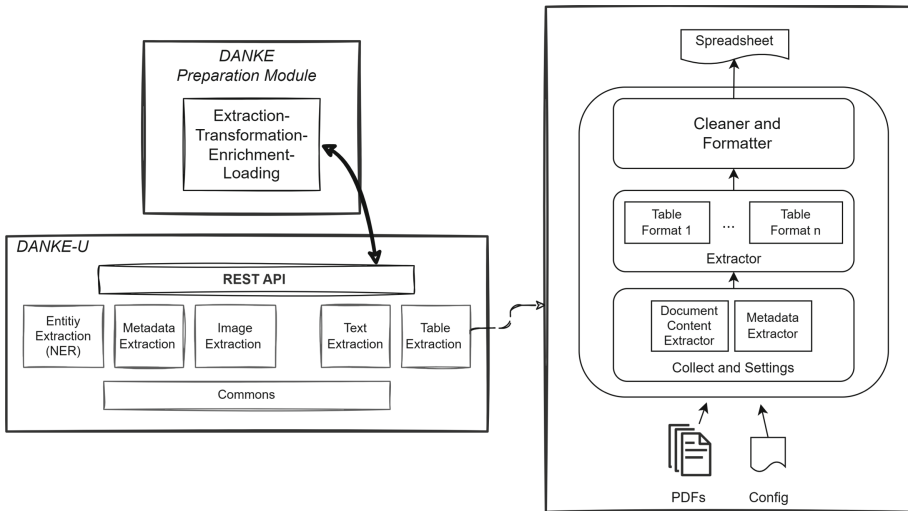 DANKE
Preparation Module
Extraction-
Transformation-
Enrichment-
Loading
DANKE-U
REST API
Entitiy
Extraction
(NER)
Metadata
Extraction
Image
Extraction
Text
Extraction
Table
Extraction
Commons
Spreadsheet
Cleaner and
Formatter
Table
Format 1
...
Table
Format n
Extractor
Document
Content
Extractor
Metadata
Extractor
Collect and Settings
PDFs
Config